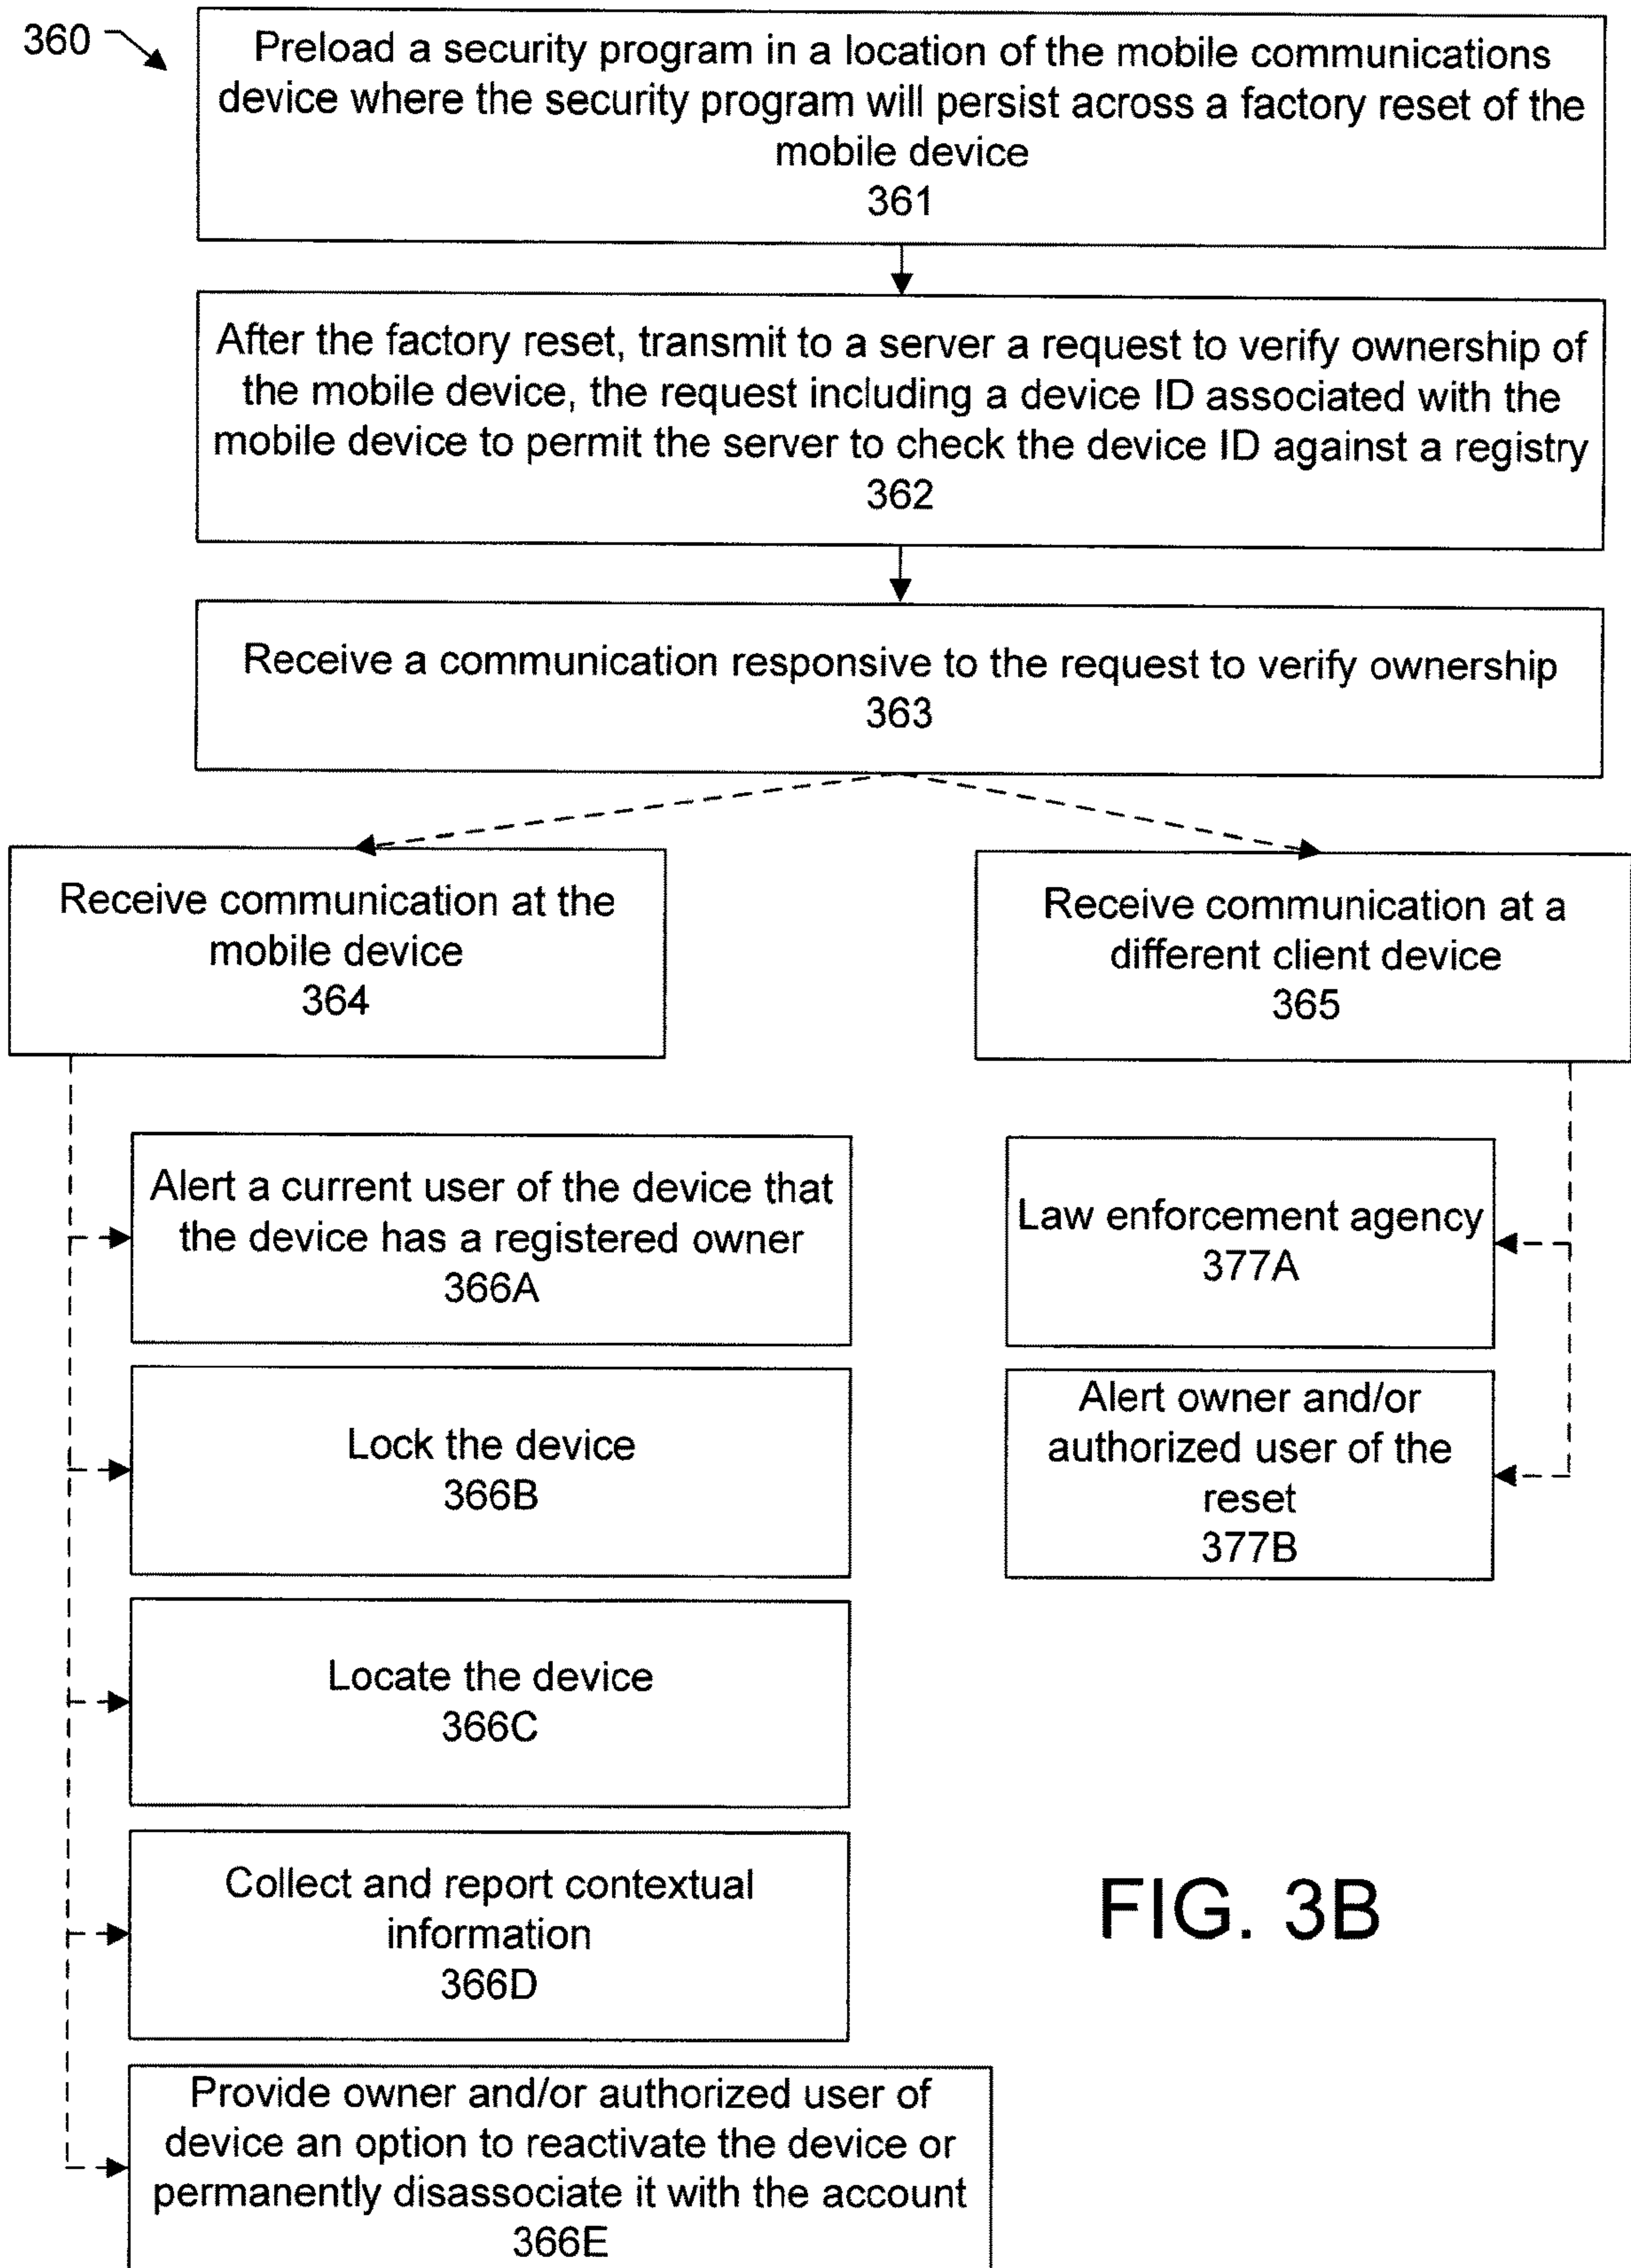 360
Preload a security program in a location of the mobile communications
device where the security program will persist across a factory reset of the
mobile device
361
After the factory reset, transmit to a server a request to verify ownership of
the mobile device, the request including a device ID associated with the
mobile device to permit the server to check the device ID against a registry
362
Receive a communication responsive to the request to verify ownership
363
Receive communication at the
mobile device
364
Receive communication at a
different client device
365
Alert a current user of the device that
the device has a registered owner
366A
Law enforcement agency
377A
Lock the device
366B
Alert owner and/or
authorized user of the
reset
377B
Locate the device
366C
Collect and report contextual
information
366D
FIG. 3B
Provide owner and/or authorized user of
device an option to reactivate the device or
permanently disassociate it with the account
366E